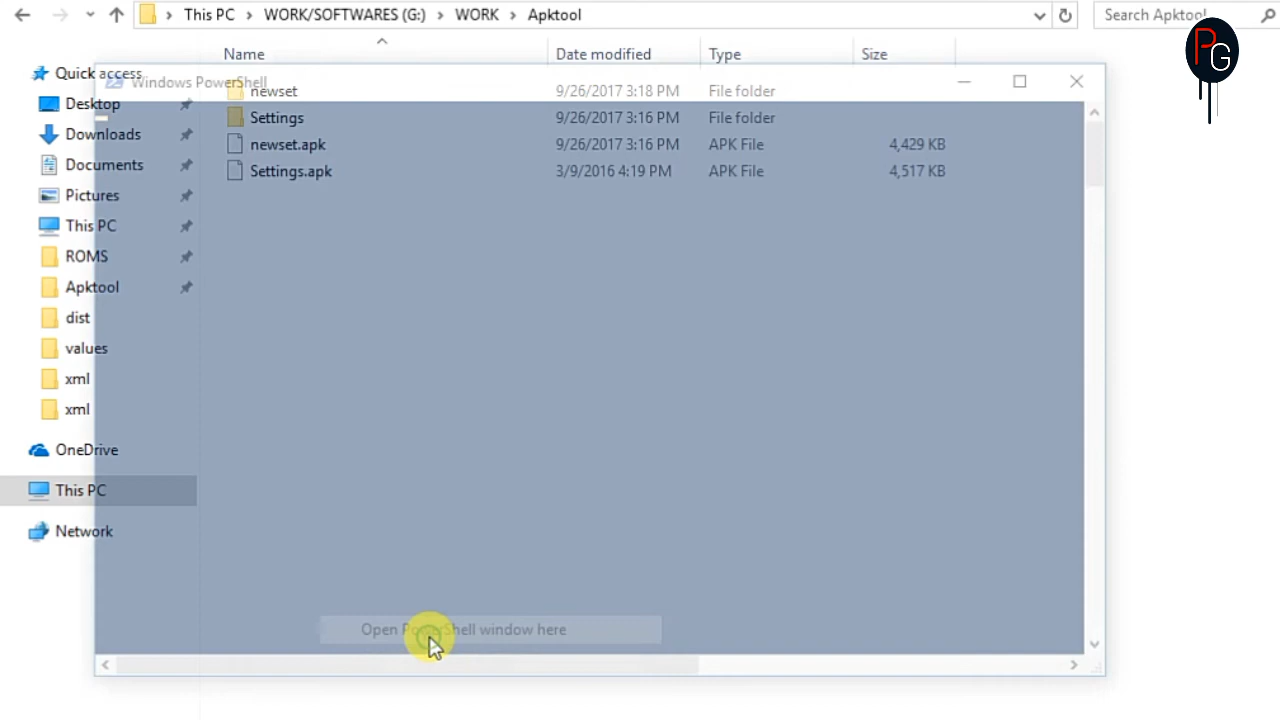 This PC > WORK/SOFTWARES (G:) > WORK > Apktool
Search Apktool
PG
Name Date modified Type Size
Quick access
Desktop
Downloads
Documents
Pictures
This PC
ROMS
Apktool
dist
values
xml
xml
OneDrive
This PC
Network
Windows PowerShell
newset 9/26/2017 3:18 PM File folder
Settings 9/26/2017 3:16 PM File folder
newset.apk 9/26/2017 3:16 PM APK File 4,429 KB
Settings.apk 3/9/2016 4:19 PM APK File 4,517 KB
Open PowerShell window here